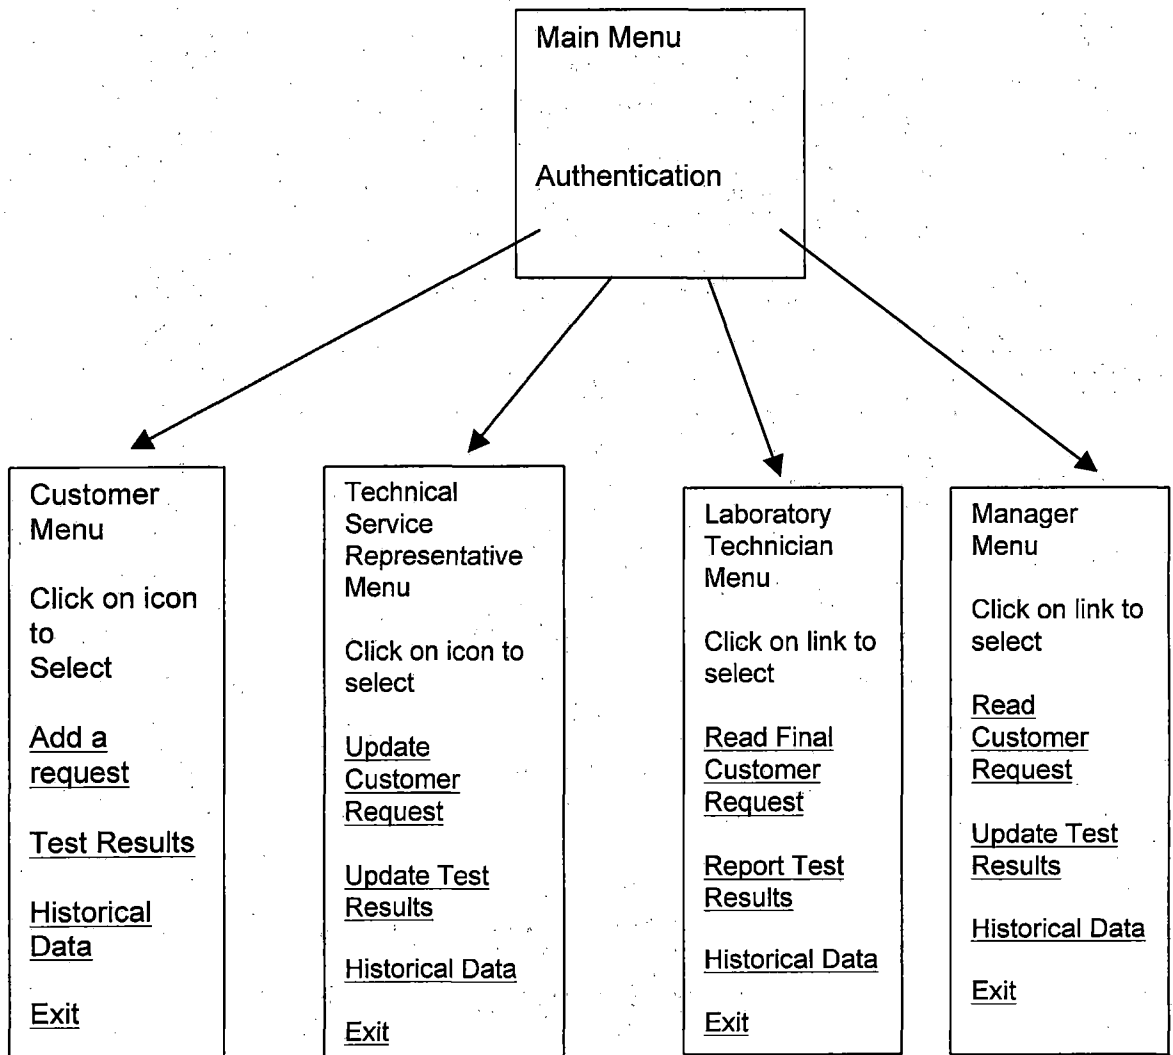 Main Menu
Authentication
Customer
Menu
Click on icon
to
Select
Add a
request
Test Results
Historical
Data
Exit
Technical
Service
Representative
Menu
Click on icon to
select
Update
Customer
Request
Update Test
Results
Historical Data
Exit
Laboratory
Technician
Menu
Click on link to
select
Read Final
Customer
Request
Report Test
Results
Historical Data
Exit
Manager
Menu
Click on link to
select
Read
Customer
Request
Update Test
Results
Historical Data
Exit